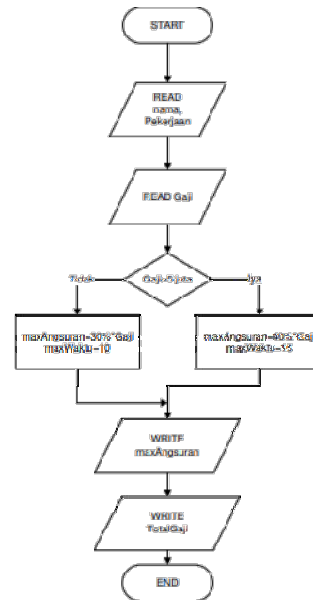 START
READ
nama,
Pekerjaan
READ Gaji
Tidak
Iya
maxAngsuran=30%*Gaji
maxWaktu=10
maxAngsuran=40%*Gaji
maxWaktu=15
WRITE
maxAngsuran
WRITE
TotalGaji
END